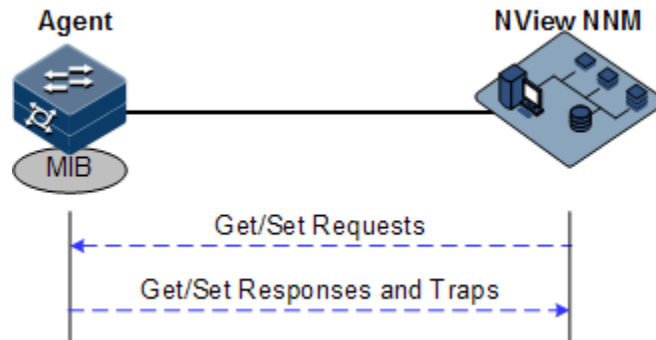 Agent
NView NNM
MIB
Get/Set Requests
Get/Set Responses and Traps